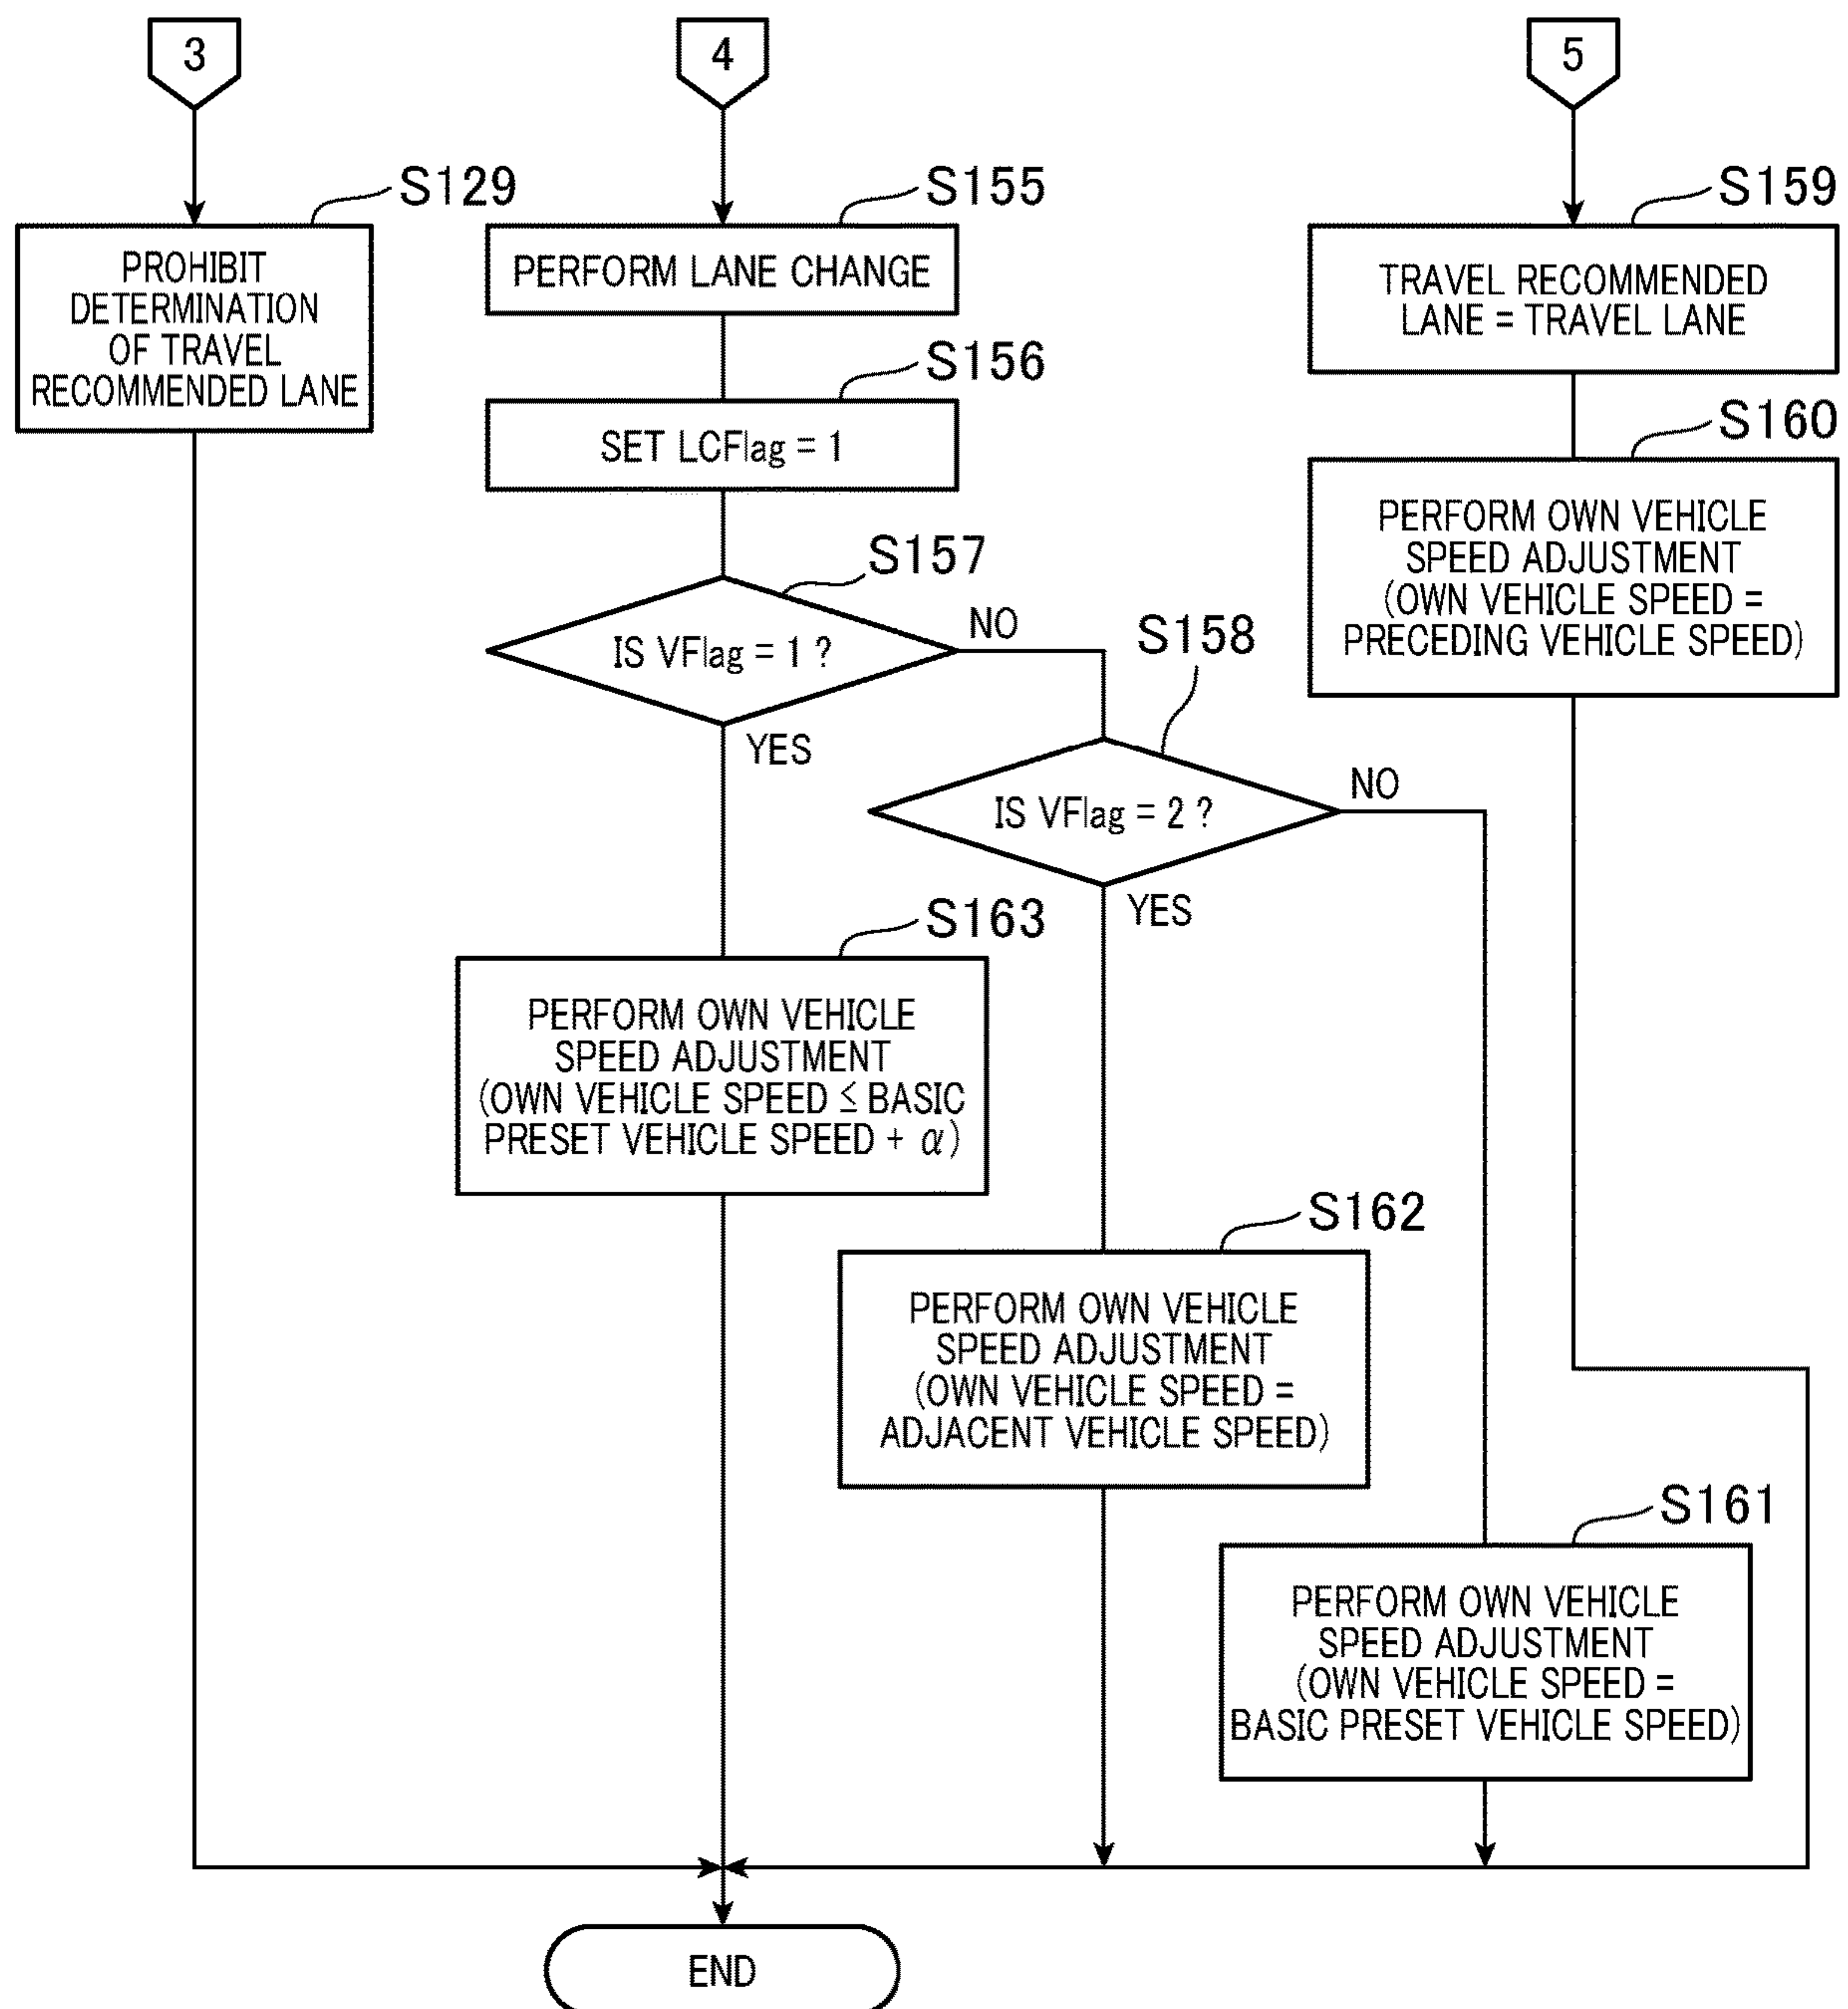 3
4
5
S129
PROHIBIT
DETERMINATION
OF TRAVEL
RECOMMENDED LANE
S155
PERFORM LANE CHANGE
S156
SET LCFlag = 1
S157
IS VFlag = 1 ?
NO
YES
S158
IS VFlag = 2 ?
NO
YES
S159
TRAVEL RECOMMENDED
LANE = TRAVEL LANE
S160
PERFORM OWN VEHICLE
SPEED ADJUSTMENT
(OWN VEHICLE SPEED =
PRECEDING VEHICLE SPEED)
S163
PERFORM OWN VEHICLE
SPEED ADJUSTMENT
(OWN VEHICLE SPEED ≤ BASIC
PRESET VEHICLE SPEED + α)
S162
PERFORM OWN VEHICLE
SPEED ADJUSTMENT
(OWN VEHICLE SPEED =
ADJACENT VEHICLE SPEED)
S161
PERFORM OWN VEHICLE
SPEED ADJUSTMENT
(OWN VEHICLE SPEED =
BASIC PRESET VEHICLE SPEED)
END